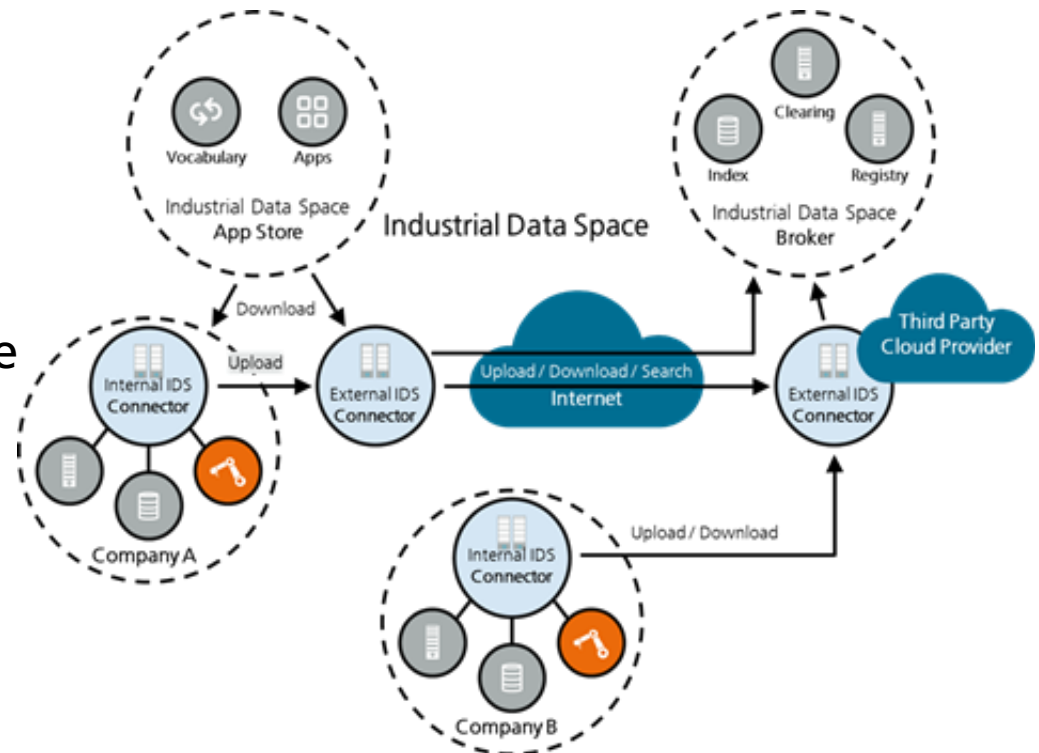 Clearing
Vocabulary
Apps
Index
Registry
Industrial Data Space
App Store
Industrial Data Space
Industrial Data Space
Broker
Download
Third Party
Cloud Provider
e
Internal IDS
Connector
Upload
External IDS
Connector
Upload / Download / Search
Internet
External IDS
Connector
Company A
Internal IDS
Connector
Upload / Download
Company B